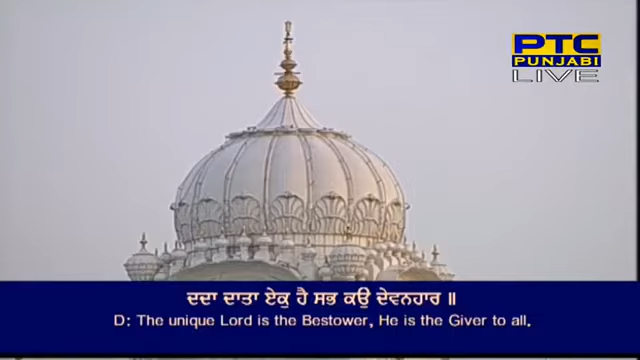 PTC
PUNJABI
LIVE
ਦਦਾ ਦਾਤਾ ਏਕੁ ਹੈ ਸਭ ਕਉ ਦੇਵਨਹਾਰ ॥
D: The unique Lord is the Bestower, He is the Giver to all.